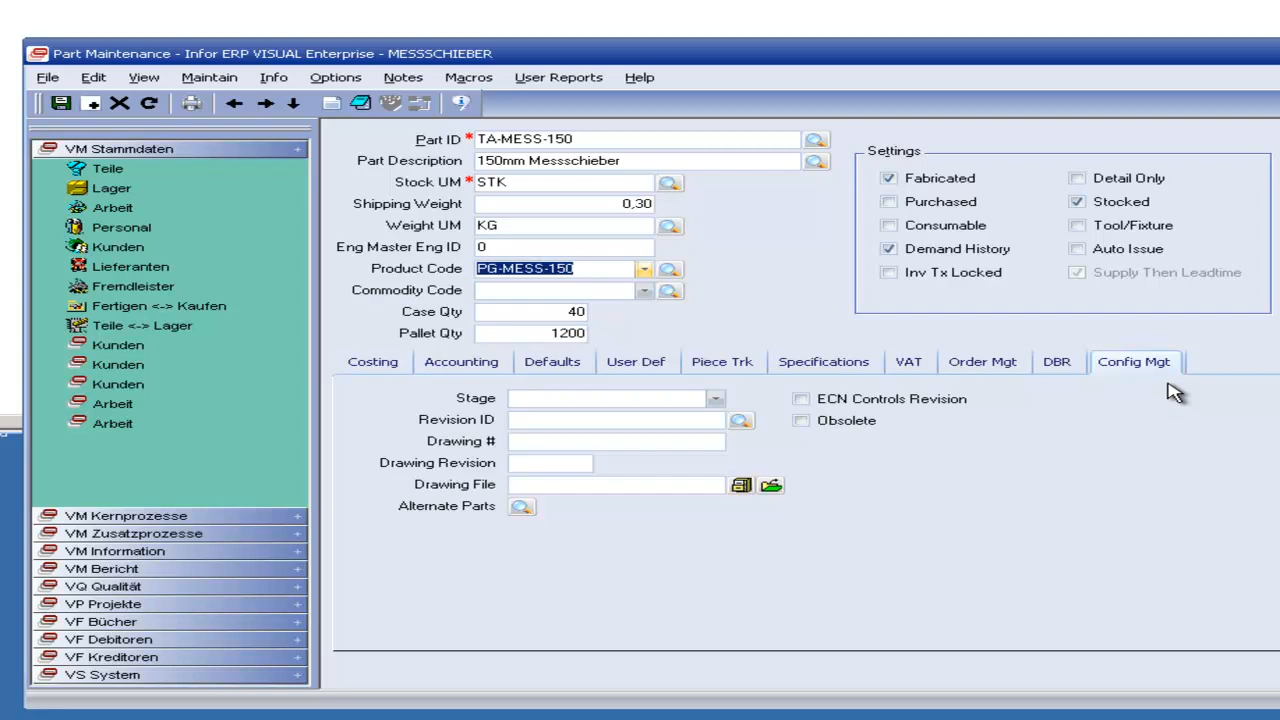 Part Maintenance - Infor ERP VISUAL Enterprise - MESSSCHIEBER
File Edit View Maintain Info Options Notes Macros User Reports Help
VM Stammdaten
Teile
Lager
Arbeit
Personal
Kunden
Lieferanten
Fremdleister
Fertigen <-> Kaufen
Teile <-> Lager
Kunden
Kunden
Kunden
Arbeit
Arbeit
VM Kernprozesse
VM Zusatzprozesse
VM Information
VM Bericht
VQ Qualität
VP Projekte
VF Bücher
VF Debitoren
VF Kreditoren
VS System
Part ID * TA-MESS-150
Part Description 150mm Messschieber
Stock UM * STK
Shipping Weight 0,30
Weight UM KG
Eng Master Eng ID 0
Product Code PG-MESS-150
Commodity Code
Case Qty 40
Pallet Qty 1200
Settings
Fabricated Detail Only
Purchased Stocked
Consumable Tool/Fixture
Demand History Auto Issue
Inv Tx Locked Supply Then Leadtime
Costing Accounting Defaults User Def Piece Trk Specifications VAT Order Mgt DBR Config Mgt
Stage ECN Controls Revision
Revision ID Obsolete
Drawing #
Drawing Revision
Drawing File
Alternate Parts